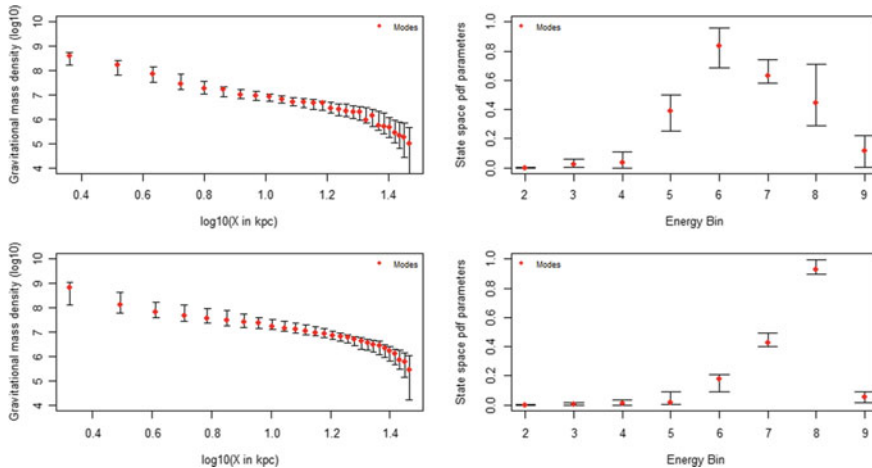 Gravitational mass density (log10)
10
9
8
7
6
5
4
Modes
0.4 0.6 0.8 1.0 1.2 1.4
log10(X in kpc)
State space pdf parameters
1.0
0.8
0.6
0.4
0.2
0.0
Modes
2 3 4 5 6 7 8 9
Energy Bin
Gravitational mass density (log10)
10
9
8
7
6
5
4
Modes
0.4 0.6 0.8 1.0 1.2 1.4
log10(X in kpc)
State space pdf parameters
1.0
0.8
0.6
0.4
0.2
0.0
Modes
2 3 4 5 6 7 8 9
Energy Bin